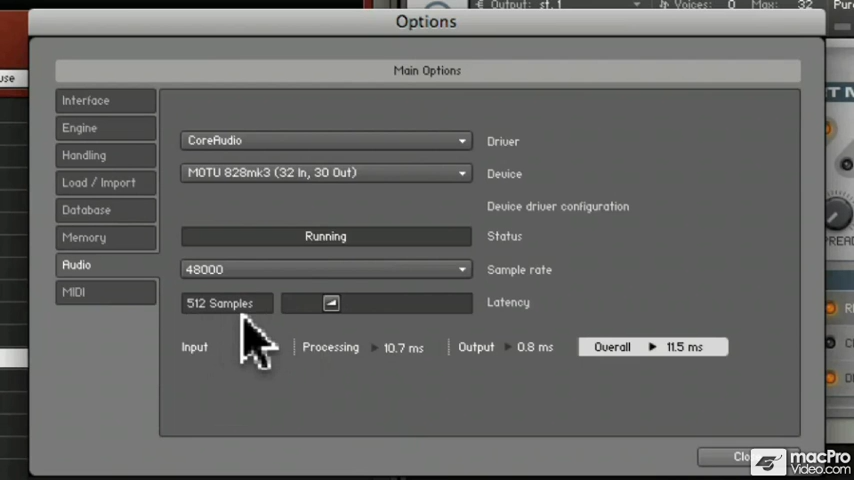 Output: st. 1 Voices: 0 Max: 32
Options
Main Options
Interface
Engine
Handling
Load / Import
Database
Memory
Audio
MIDI
CoreAudio Driver
MOTU 828mk3 (32 In, 30 Out) Device
Device driver configuration
Running Status
48000 Sample rate
512 Samples Latency
Input Processing 10.7 ms Output 0.8 ms Overall 11.5 ms
macPro
Video.com